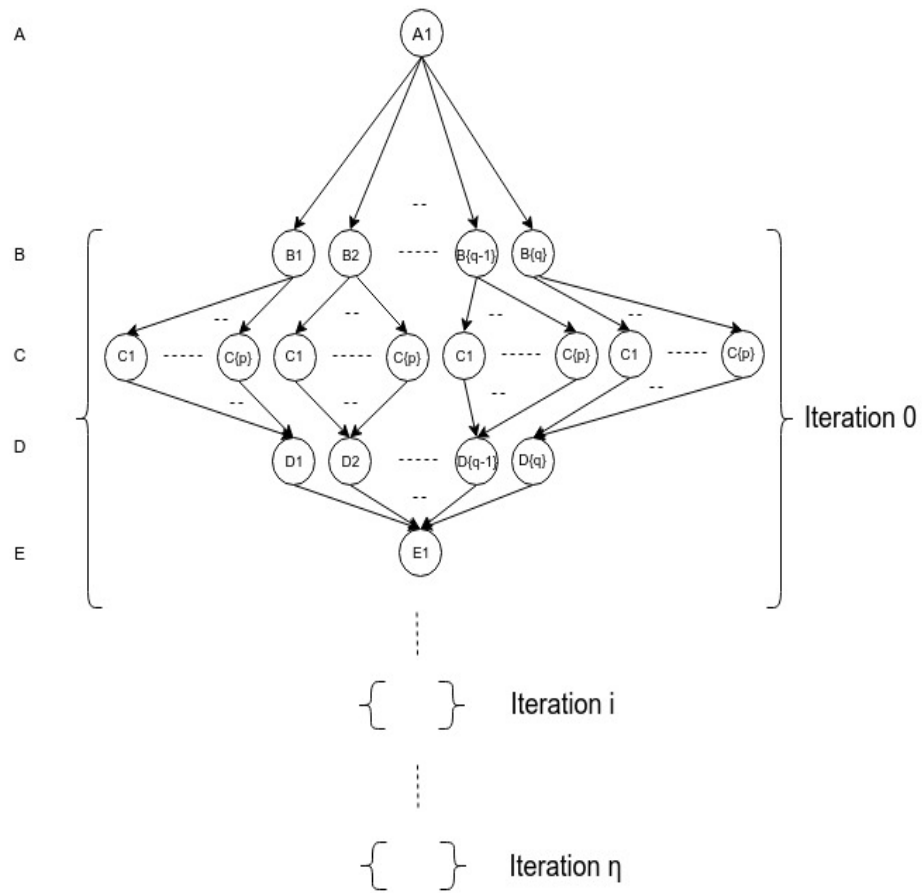 A A1
B B1 B2 B{q-1} B{q}
C C1 C{p} C1 C{p} C1 C{p} C1 C{p}
Iteration 0
D D1 D2 D{q-1} D{q}
E E1
Iteration i
Iteration η